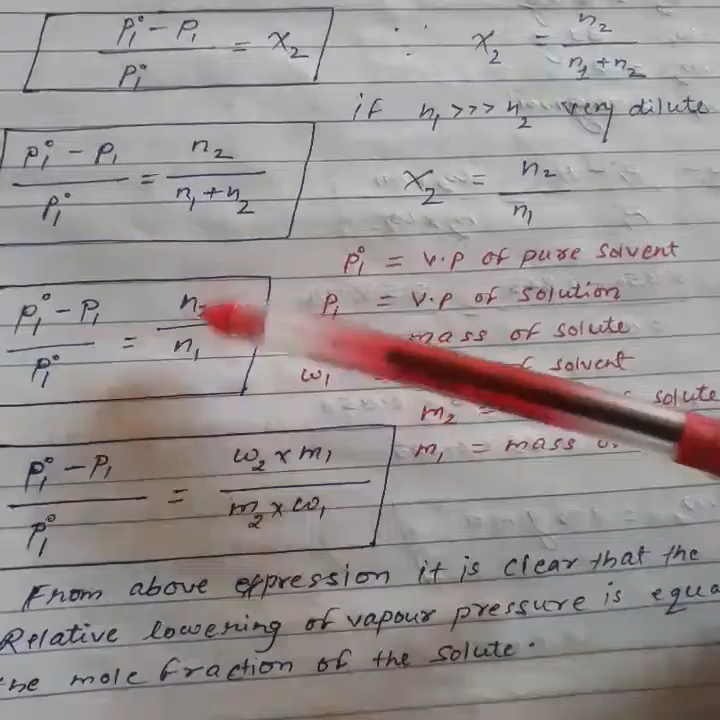 p₁° - p₁ / p₁° = x₂ ∵ x₂ = n₂ / n₁ + n₂
if n₁ >>> n₂ very dilute
p₁° - p₁ / p₁° = n₂ / n₁ + n₂
x₂ = n₂ / n₁
p₁° = v.p of pure solvent
p₁ = v.p of solution
p₁° - p₁ / p₁° = n₂ / n₁
mass of solute
w₁ solvent
m₂ = solute
m₁ = mass
p₁° - p₁ / p₁° = w₂ x m₁ / m₂ x w₁
From above expression it is clear that the
Relative lowering of vapour pressure is equa
the mole fraction of the solute.